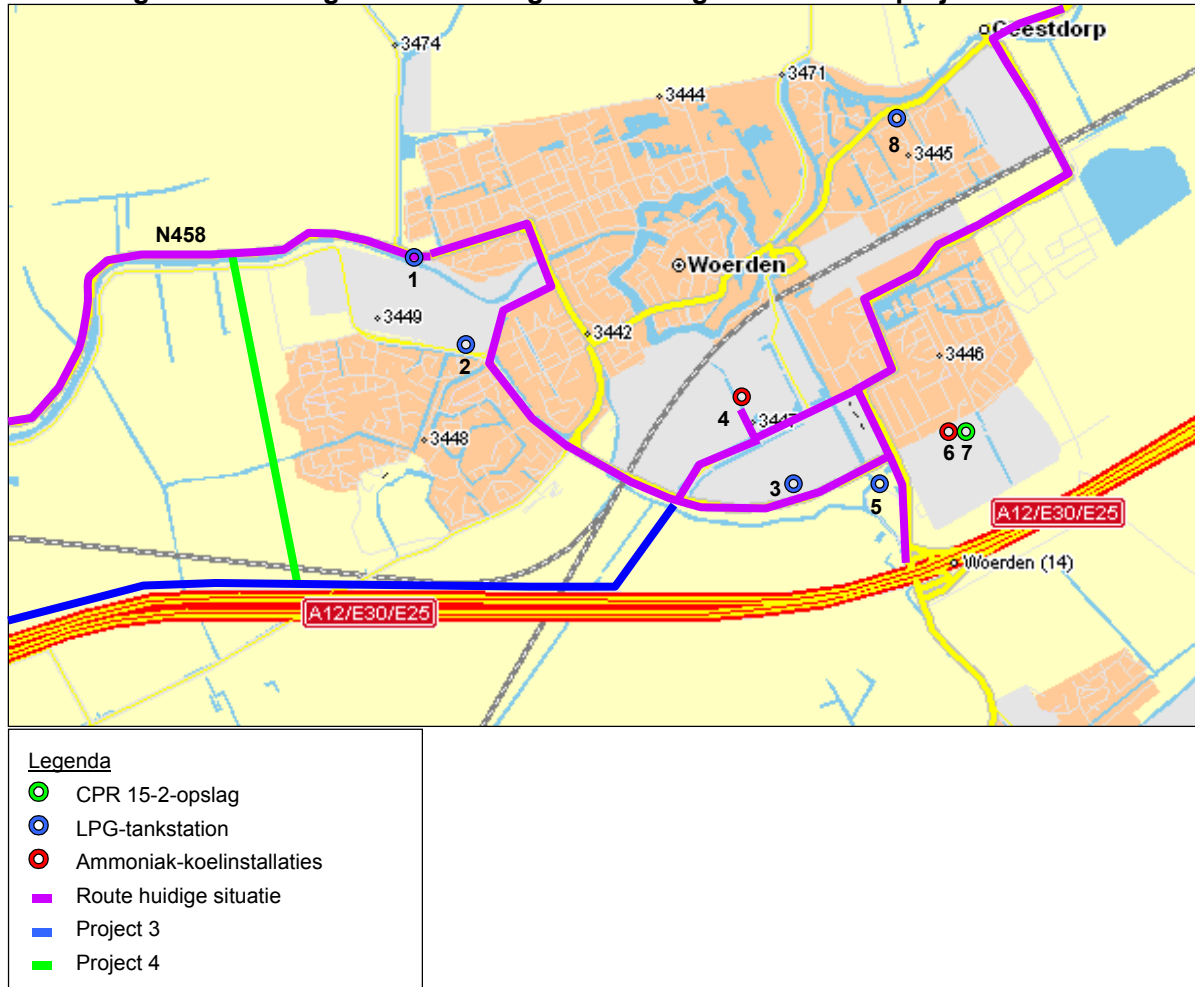 Geestdorp
3474
3471
3444
8
3445
N458
Woerden
1
3449
3442
2
3446
4
3447
3448
6 7
3
5
A12/E30/E25
Woerden (14)
A12/E30/E25
Legenda
CPR 15-2-opslag
LPG-tankstation
Ammoniak-koelinstallaties
Route huidige situatie
Project 3
Project 4